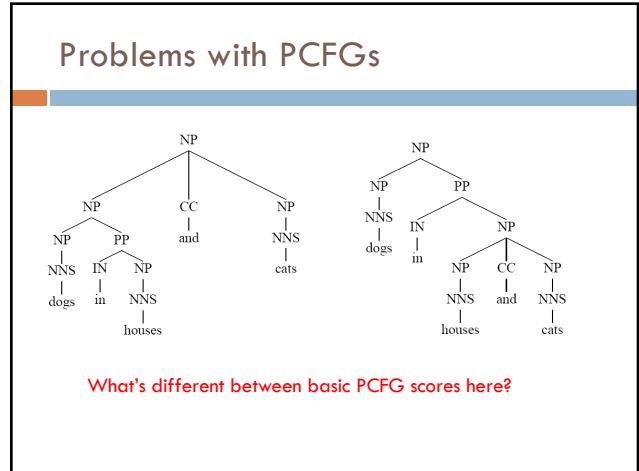 Problems with PCFGs
NP
NP CC NP
NP PP and NNS
NNS IN NP cats
dogs in NNS
houses
NP
NP PP
NNS IN NP
dogs in NP CC NP
NNS and NNS
houses cats
What's different between basic PCFG scores here?